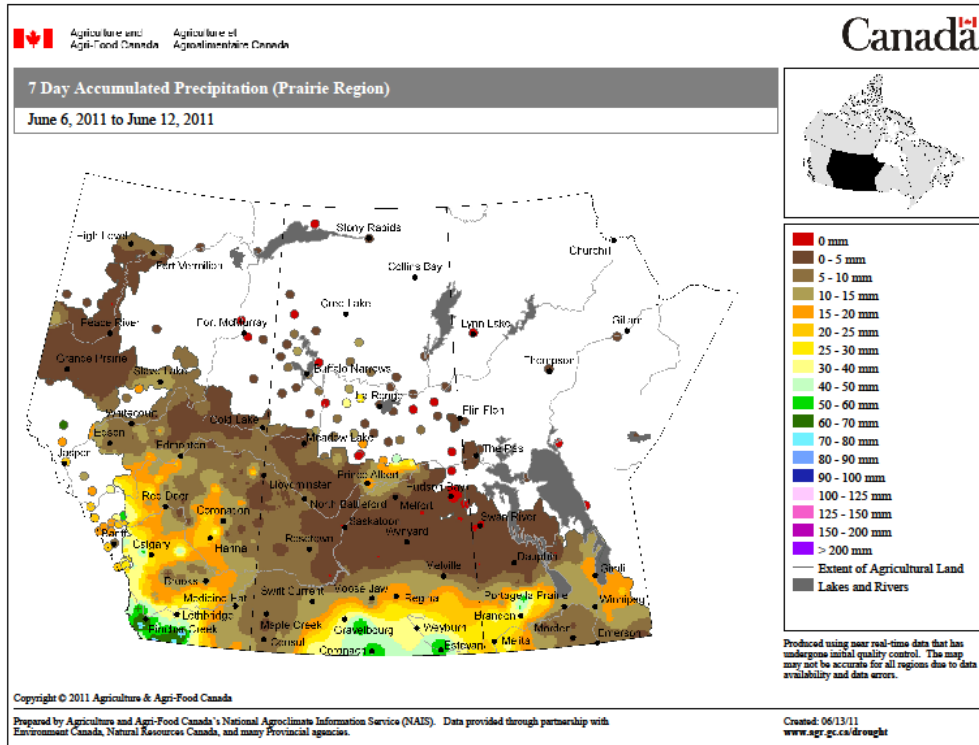 Agriculture and Agriculture et
Agri-Food Canada Agroalimentaire Canada
Canada
7 Day Accumulated Precipitation (Prairie Region)
June 6, 2011 to June 12, 2011
High Level
Fort Vermilion
Stony Rapids
Churchill
Collins Bay
Cree Lake
Peace River
Fort McMurray
Lynn Lake
Gillam
Grande Prairie
Buffalo Narrows
Thompson
Slave Lake
La Ronge
Whitecourt
Cold Lake
Flin Flon
Edson
Meadow Lake
Jasper
Edmonton
The Pas
Lloydminster
Prince Albert
Hudson Bay
Red Deer
North Battleford
Melfort
Coronation
Saskatoon
Swan River
Banff
Calgary
Hanna
Rosetown
Wynyard
Dauphin
Brooks
Melville
Gimli
Medicine Hat
Swift Current
Moose Jaw
Regina
Portage la Prairie
Winnipeg
Lethbridge
Maple Creek
Brandon
Pincher Creek
Gravelbourg
Weyburn
Morden
Emerson
Consul
Coronach
Estevan
Melita
0 mm
0 - 5 mm
5 - 10 mm
10 - 15 mm
15 - 20 mm
20 - 25 mm
25 - 30 mm
30 - 40 mm
40 - 50 mm
50 - 60 mm
60 - 70 mm
70 - 80 mm
80 - 90 mm
90 - 100 mm
100 - 125 mm
125 - 150 mm
150 - 200 mm
> 200 mm
Extent of Agricultural Land
Lakes and Rivers
Produced using near real-time data that has
undergone initial quality control. The map
may not be accurate for all regions due to data
availability and data errors.
Copyright © 2011 Agriculture & Agri-Food Canada
Prepared by Agriculture and Agri-Food Canada's National Agroclimate Information Service (NAIS). Data provided through partnership with
Environment Canada, Natural Resources Canada, and many Provincial agencies.
Created: 06/13/11
www.agr.gc.ca/drought